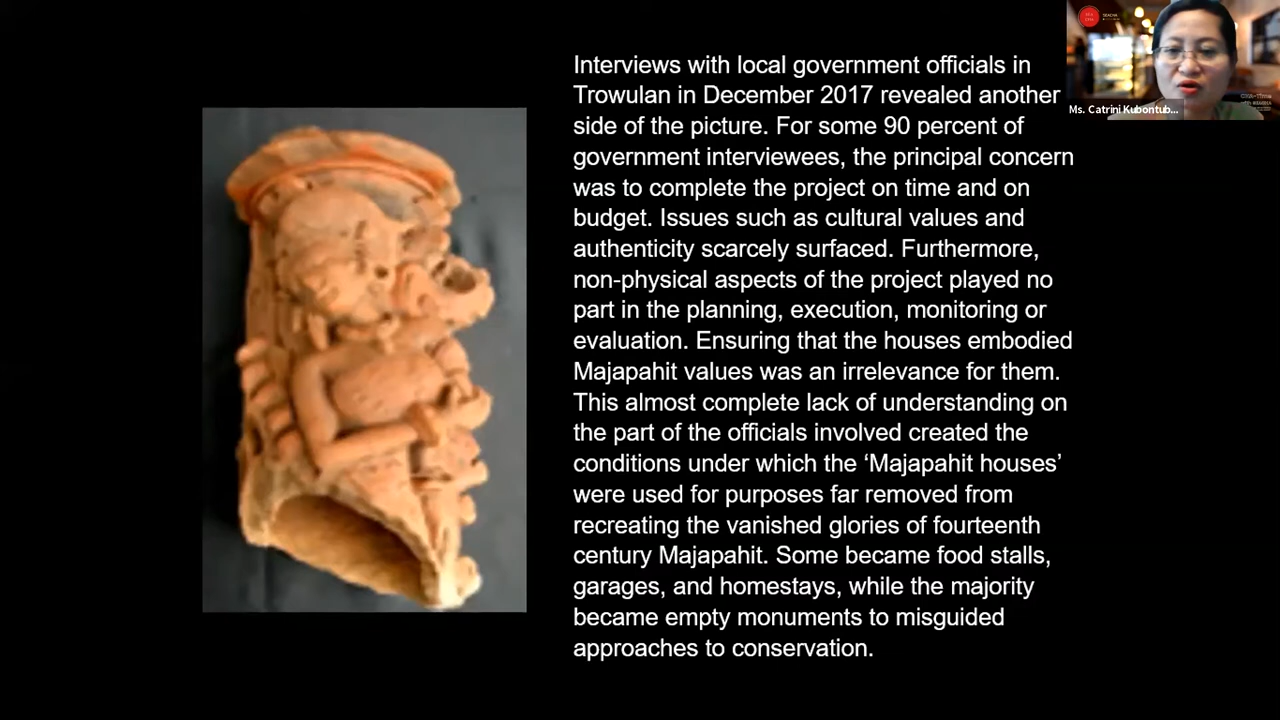 Interviews with local government officials in
Trowulan in December 2017 revealed another
side of the picture. For some 90 percent of
government interviewees, the principal concern
was to complete the project on time and on
budget. Issues such as cultural values and
authenticity scarcely surfaced. Furthermore,
non-physical aspects of the project played no
part in the planning, execution, monitoring or
evaluation. Ensuring that the houses embodied
Majapahit values was an irrelevance for them.
This almost complete lack of understanding on
the part of the officials involved created the
conditions under which the ‘Majapahit houses’
were used for purposes far removed from
recreating the vanished glories of fourteenth
century Majapahit. Some became food stalls,
garages, and homestays, while the majority
became empty monuments to misguided
approaches to conservation.
Ms. Catrini Kubontub...